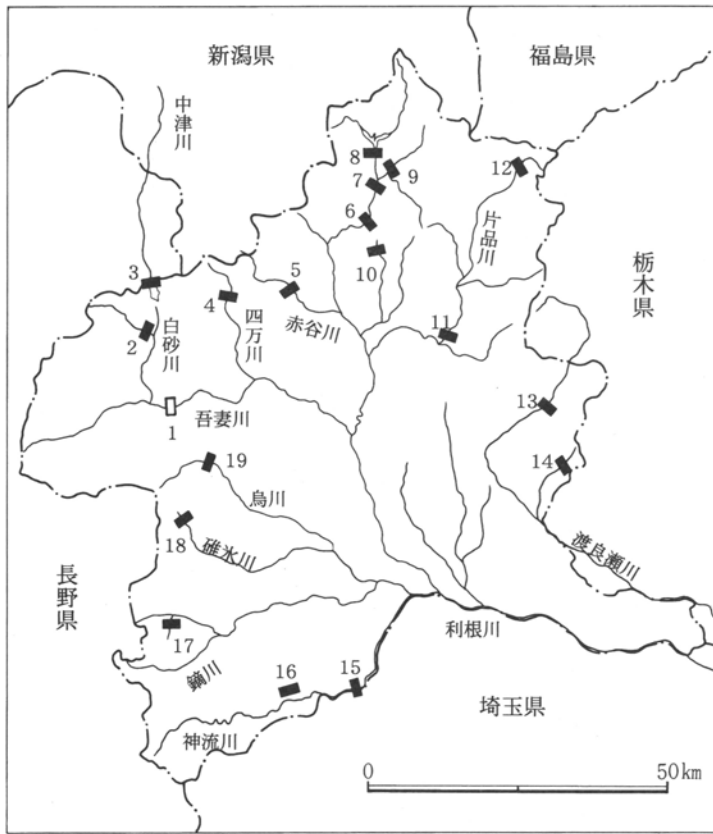 新潟県
福島県
中津川
8
9
12
7
片品川
6
10
栃木県
3
5
4
赤谷川
白砂川
四万川
2
11
1
吾妻川
13
19
14
烏川
18
碓氷川
渡良瀬川
長野県
利根川
17
鏑川
16
15
埼玉県
神流川
0
50km